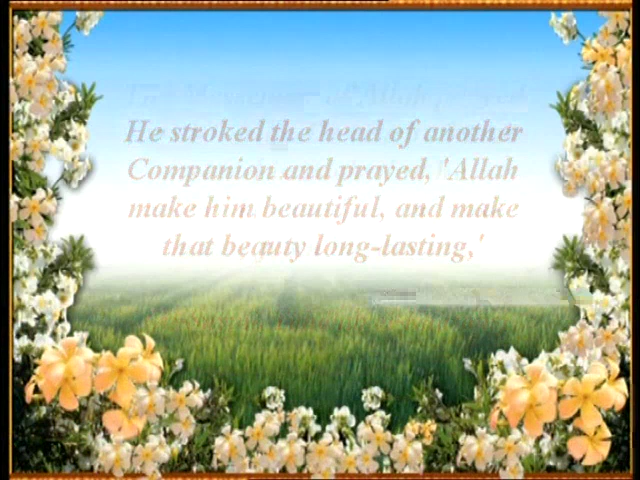 He stroked the head of another
Companion and prayed, 'Allah
make him beautiful, and make
that beauty long-lasting,'